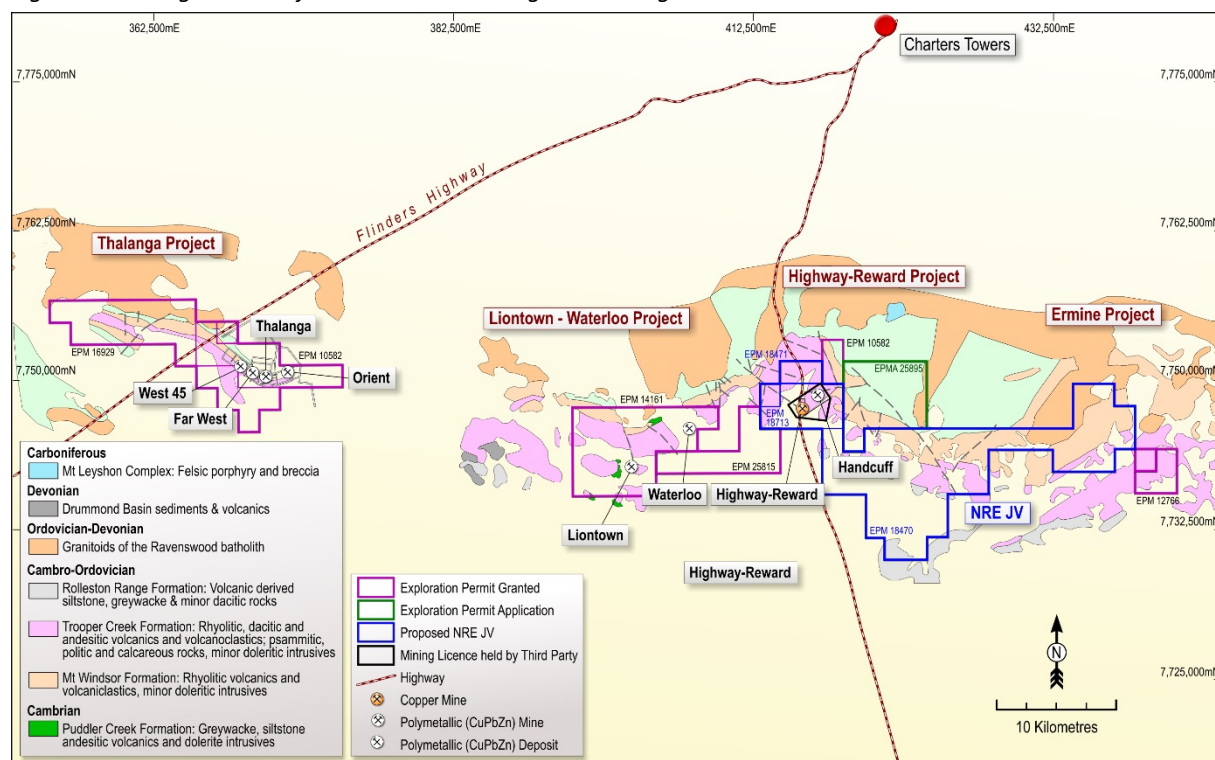 362,500mE
382,500mE
412,500mE
432,500mE
Charters Towers
7,775,000mN
7,775,000mN
Flinders Highway
7,762,500mN
7,762,500mN
Thalanga Project
Highway-Reward Project
Liontown - Waterloo Project
Ermine Project
Thalanga
EPM 16929
EPM 10582
EPM 18471
EPM 10582
EPMA 25895
7,750,000mN
7,750,000mN
Orient
West 45
Far West
EPM 14161
EPM
18713
EPM 25815
Handcuff
Waterloo
Highway-Reward
EPM 12766
NRE JV
Liontown
EPM 18470
7,732,500mN
Highway-Reward
Carboniferous
Mt Leyshon Complex: Felsic porphyry and breccia
Devonian
Drummond Basin sediments & volcanics
Ordovician-Devonian
Granitoids of the Ravenswood batholith
Cambro-Ordovician
Rolleston Range Formation: Volcanic derived
siltstone, greywacke & minor dacitic rocks
Trooper Creek Formation: Rhyolitic, dacitic and
andesitic volcanics and volcanoclastics; psammitic,
politic and calcareous rocks, minor doleritic intrusives
Mt Windsor Formation: Rhyolitic volcanics and
volcaniclastics, minor doleritic intrusives
Cambrian
Puddler Creek Formation: Greywacke, siltstone
andesitic volcanics and dolerite intrusives
Exploration Permit Granted
Exploration Permit Application
Proposed NRE JV
Mining Licence held by Third Party
Highway
Copper Mine
Polymetallic (CuPbZn) Mine
Polymetallic (CuPbZn) Deposit
N
7,725,000mN
10 Kilometres